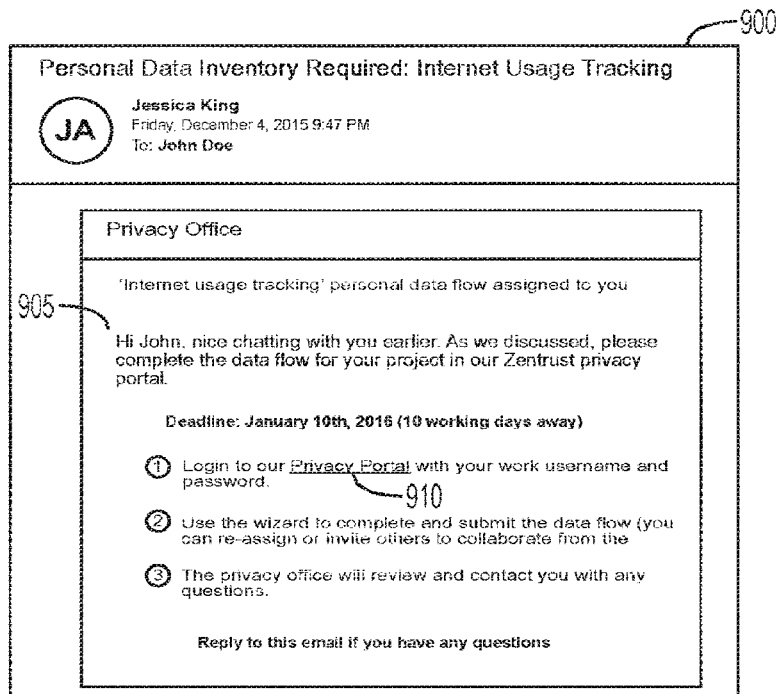 900
Personal Data Inventory Required: Internet Usage Tracking
JA
Jessica King
Friday, December 4, 2015 9:47 PM
To: John Doe
Privacy Office
'Internet usage tracking' personal data flow assigned to you
905
Hi John, nice chatting with you earlier. As we discussed, please
complete the data flow for your project in our Zentrust privacy
portal.
Deadline: January 10th, 2016 (10 working days away)
1 Login to our Privacy Portal with your work username and
password.
910
2 Use the wizard to complete and submit the data flow (you
can re-assign or invite others to collaborate from the
3 The privacy office will review and contact you with any
questions.
Reply to this email if you have any questions